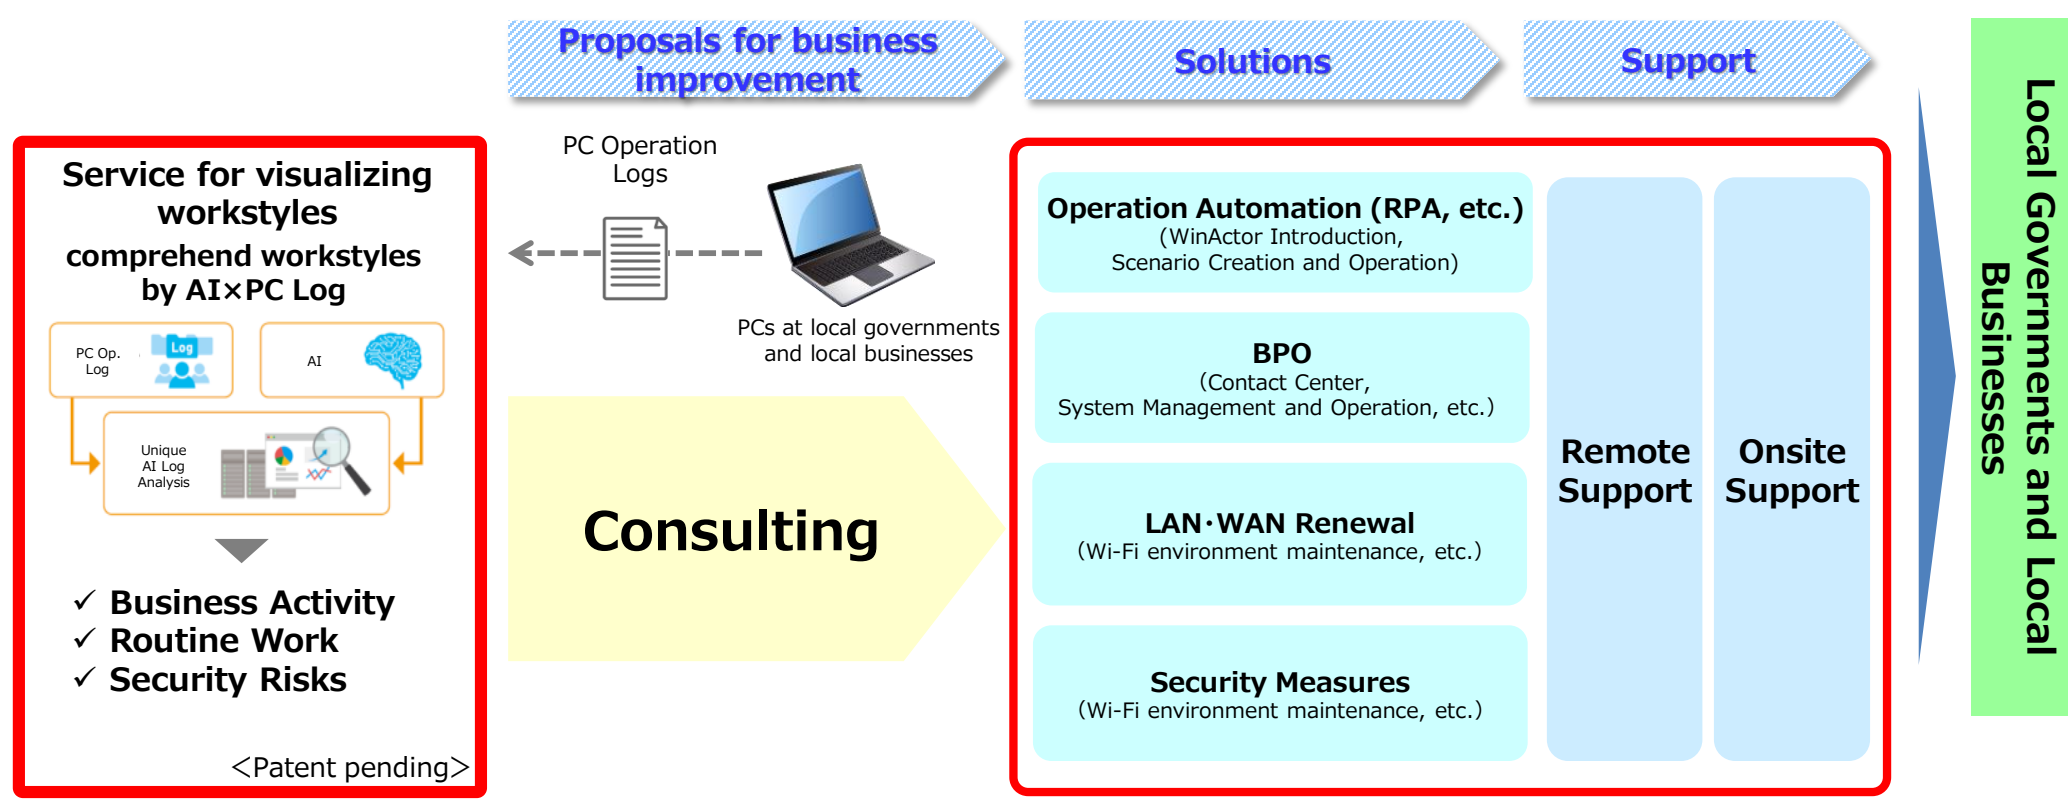 Proposals for business
improvement
Solutions
Support
Service for visualizing
workstyles
comprehend workstyles
by AI×PC Log
PC Op.
Log
Log
AI
Unique
AI Log
Analysis
✓ Business Activity
✓ Routine Work
✓ Security Risks
＜Patent pending＞
PC Operation
Logs
PCs at local governments
and local businesses
Consulting
Operation Automation (RPA, etc.)
(WinActor Introduction,
Scenario Creation and Operation)
BPO
（Contact Center,
System Management and Operation, etc.）
LAN･WAN Renewal
（Wi-Fi environment maintenance, etc.）
Security Measures
（Wi-Fi environment maintenance, etc.）
Remote
Support
Onsite
Support
Local Governments and Local
Businesses